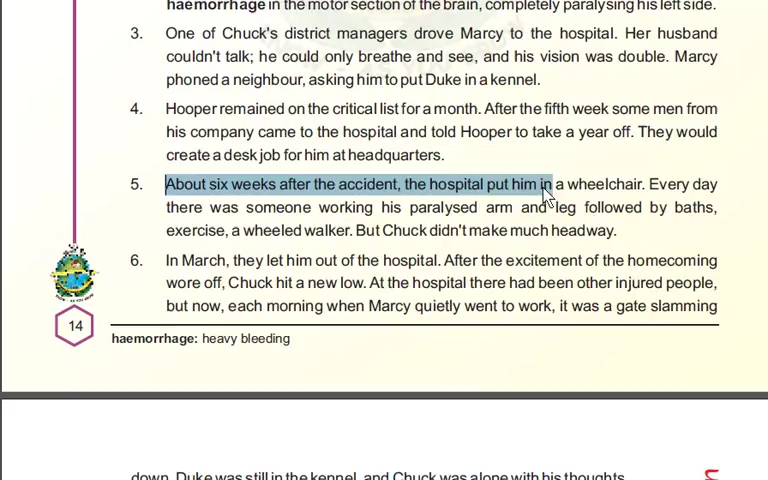 haemorrhage in the motor section of the brain, completely paralysing his left side.
3. One of Chuck's district managers drove Marcy to the hospital. Her husband
couldn't talk; he could only breathe and see, and his vision was double. Marcy
phoned a neighbour, asking him to put Duke in a kennel.
4. Hooper remained on the critical list for a month. After the fifth week some men from
his company came to the hospital and told Hooper to take a year off. They would
create a desk job for him at headquarters.
5. About six weeks after the accident, the hospital put him in a wheelchair. Every day
there was someone working his paralysed arm and leg followed by baths,
exercise, a wheeled walker. But Chuck didn't make much headway.
6. In March, they let him out of the hospital. After the excitement of the homecoming
wore off, Chuck hit a new low. At the hospital there had been other injured people,
but now, each morning when Marcy quietly went to work, it was a gate slamming
14
haemorrhage: heavy bleeding
down. Duke was still in the kennel, and Chuck was alone with his thoughts.